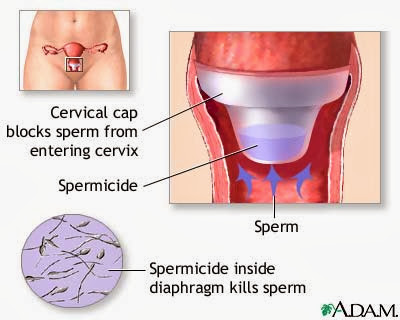 Cervical cap
blocks sperm from
entering cervix
Spermicide
Sperm
Spermicide inside
diaphragm kills sperm
A.D.A.M.